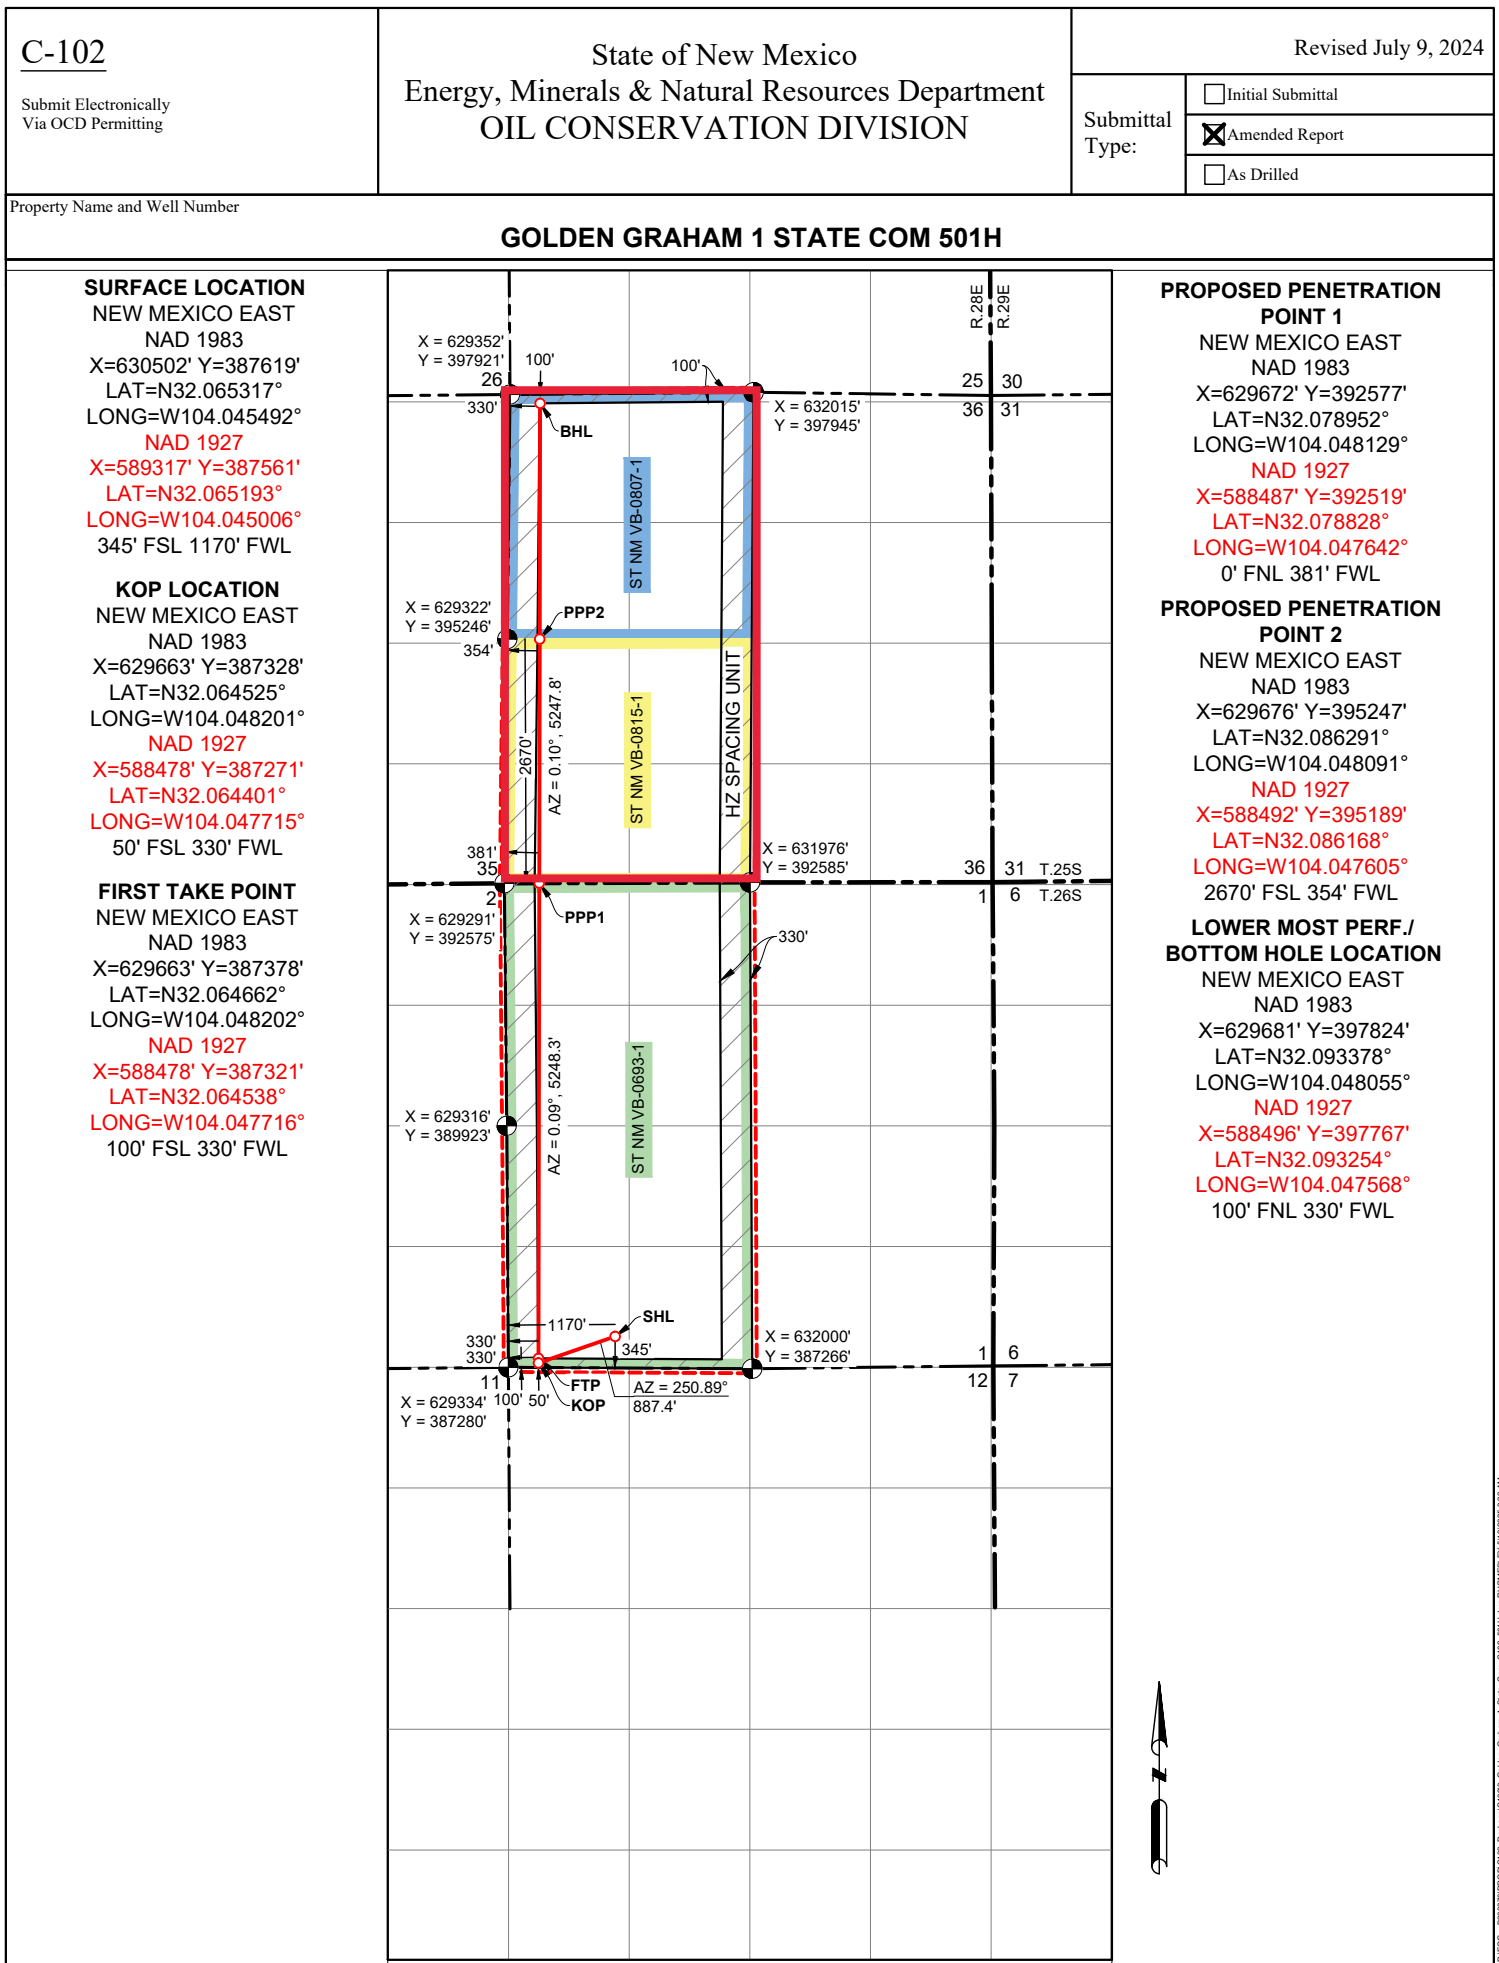 C-102
Submit Electronically
Via OCD Permitting
State of New Mexico
Energy, Minerals & Natural Resources Department
OIL CONSERVATION DIVISION
Revised July 9, 2024
Submittal
Type:
Initial Submittal
Amended Report
As Drilled
Property Name and Well Number
GOLDEN GRAHAM 1 STATE COM 501H
SURFACE LOCATION
NEW MEXICO EAST
NAD 1983
X=630502' Y=387619'
LAT=N32.065317°
LONG=W104.045492°
NAD 1927
X=589317' Y=387561'
LAT=N32.065193°
LONG=W104.045006°
345' FSL 1170' FWL
KOP LOCATION
NEW MEXICO EAST
NAD 1983
X=629663' Y=387328'
LAT=N32.064525°
LONG=W104.048201°
NAD 1927
X=588478' Y=387271'
LAT=N32.064401°
LONG=W104.047715°
50' FSL 330' FWL
FIRST TAKE POINT
NEW MEXICO EAST
NAD 1983
X=629663' Y=387378'
LAT=N32.064662°
LONG=W104.048202°
NAD 1927
X=588478' Y=387321'
LAT=N32.064538°
LONG=W104.047716°
100' FSL 330' FWL
R.28E
R.29E
X = 629352'
Y = 397921'
100'
100'
26
25 30
36 31
330'
BHL
X = 632015'
Y = 397945'
ST NM VB-0807-1
X = 629322'
Y = 395246'
PPP2
354'
2670'
AZ = 0.10°, 5247.8'
ST NM VB-0815-1
HZ SPACING UNIT
381'
35
X = 631976'
Y = 392585'
36 31 T.25S
2
1 6 T.26S
PPP1
X = 629291'
Y = 392575'
330'
AZ = 0.09°, 5248.3'
ST NM VB-0693-1
X = 629316'
Y = 389923'
1170'
SHL
330'
330'
345'
X = 632000'
Y = 387266'
1 6
12 7
11
100' 50'
FTP
KOP
AZ = 250.89°
887.4'
X = 629334'
Y = 387280'
PROPOSED PENETRATION
POINT 1
NEW MEXICO EAST
NAD 1983
X=629672' Y=392577'
LAT=N32.078952°
LONG=W104.048129°
NAD 1927
X=588487' Y=392519'
LAT=N32.078828°
LONG=W104.047642°
0' FNL 381' FWL
PROPOSED PENETRATION
POINT 2
NEW MEXICO EAST
NAD 1983
X=629676' Y=395247'
LAT=N32.086291°
LONG=W104.048091°
NAD 1927
X=588492' Y=395189'
LAT=N32.086168°
LONG=W104.047605°
2670' FSL 354' FWL
LOWER MOST PERF./
BOTTOM HOLE LOCATION
NEW MEXICO EAST
NAD 1983
X=629681' Y=397824'
LAT=N32.093378°
LONG=W104.048055°
NAD 1927
X=588496' Y=397767'
LAT=N32.093254°
LONG=W104.047568°
100' FNL 330' FWL